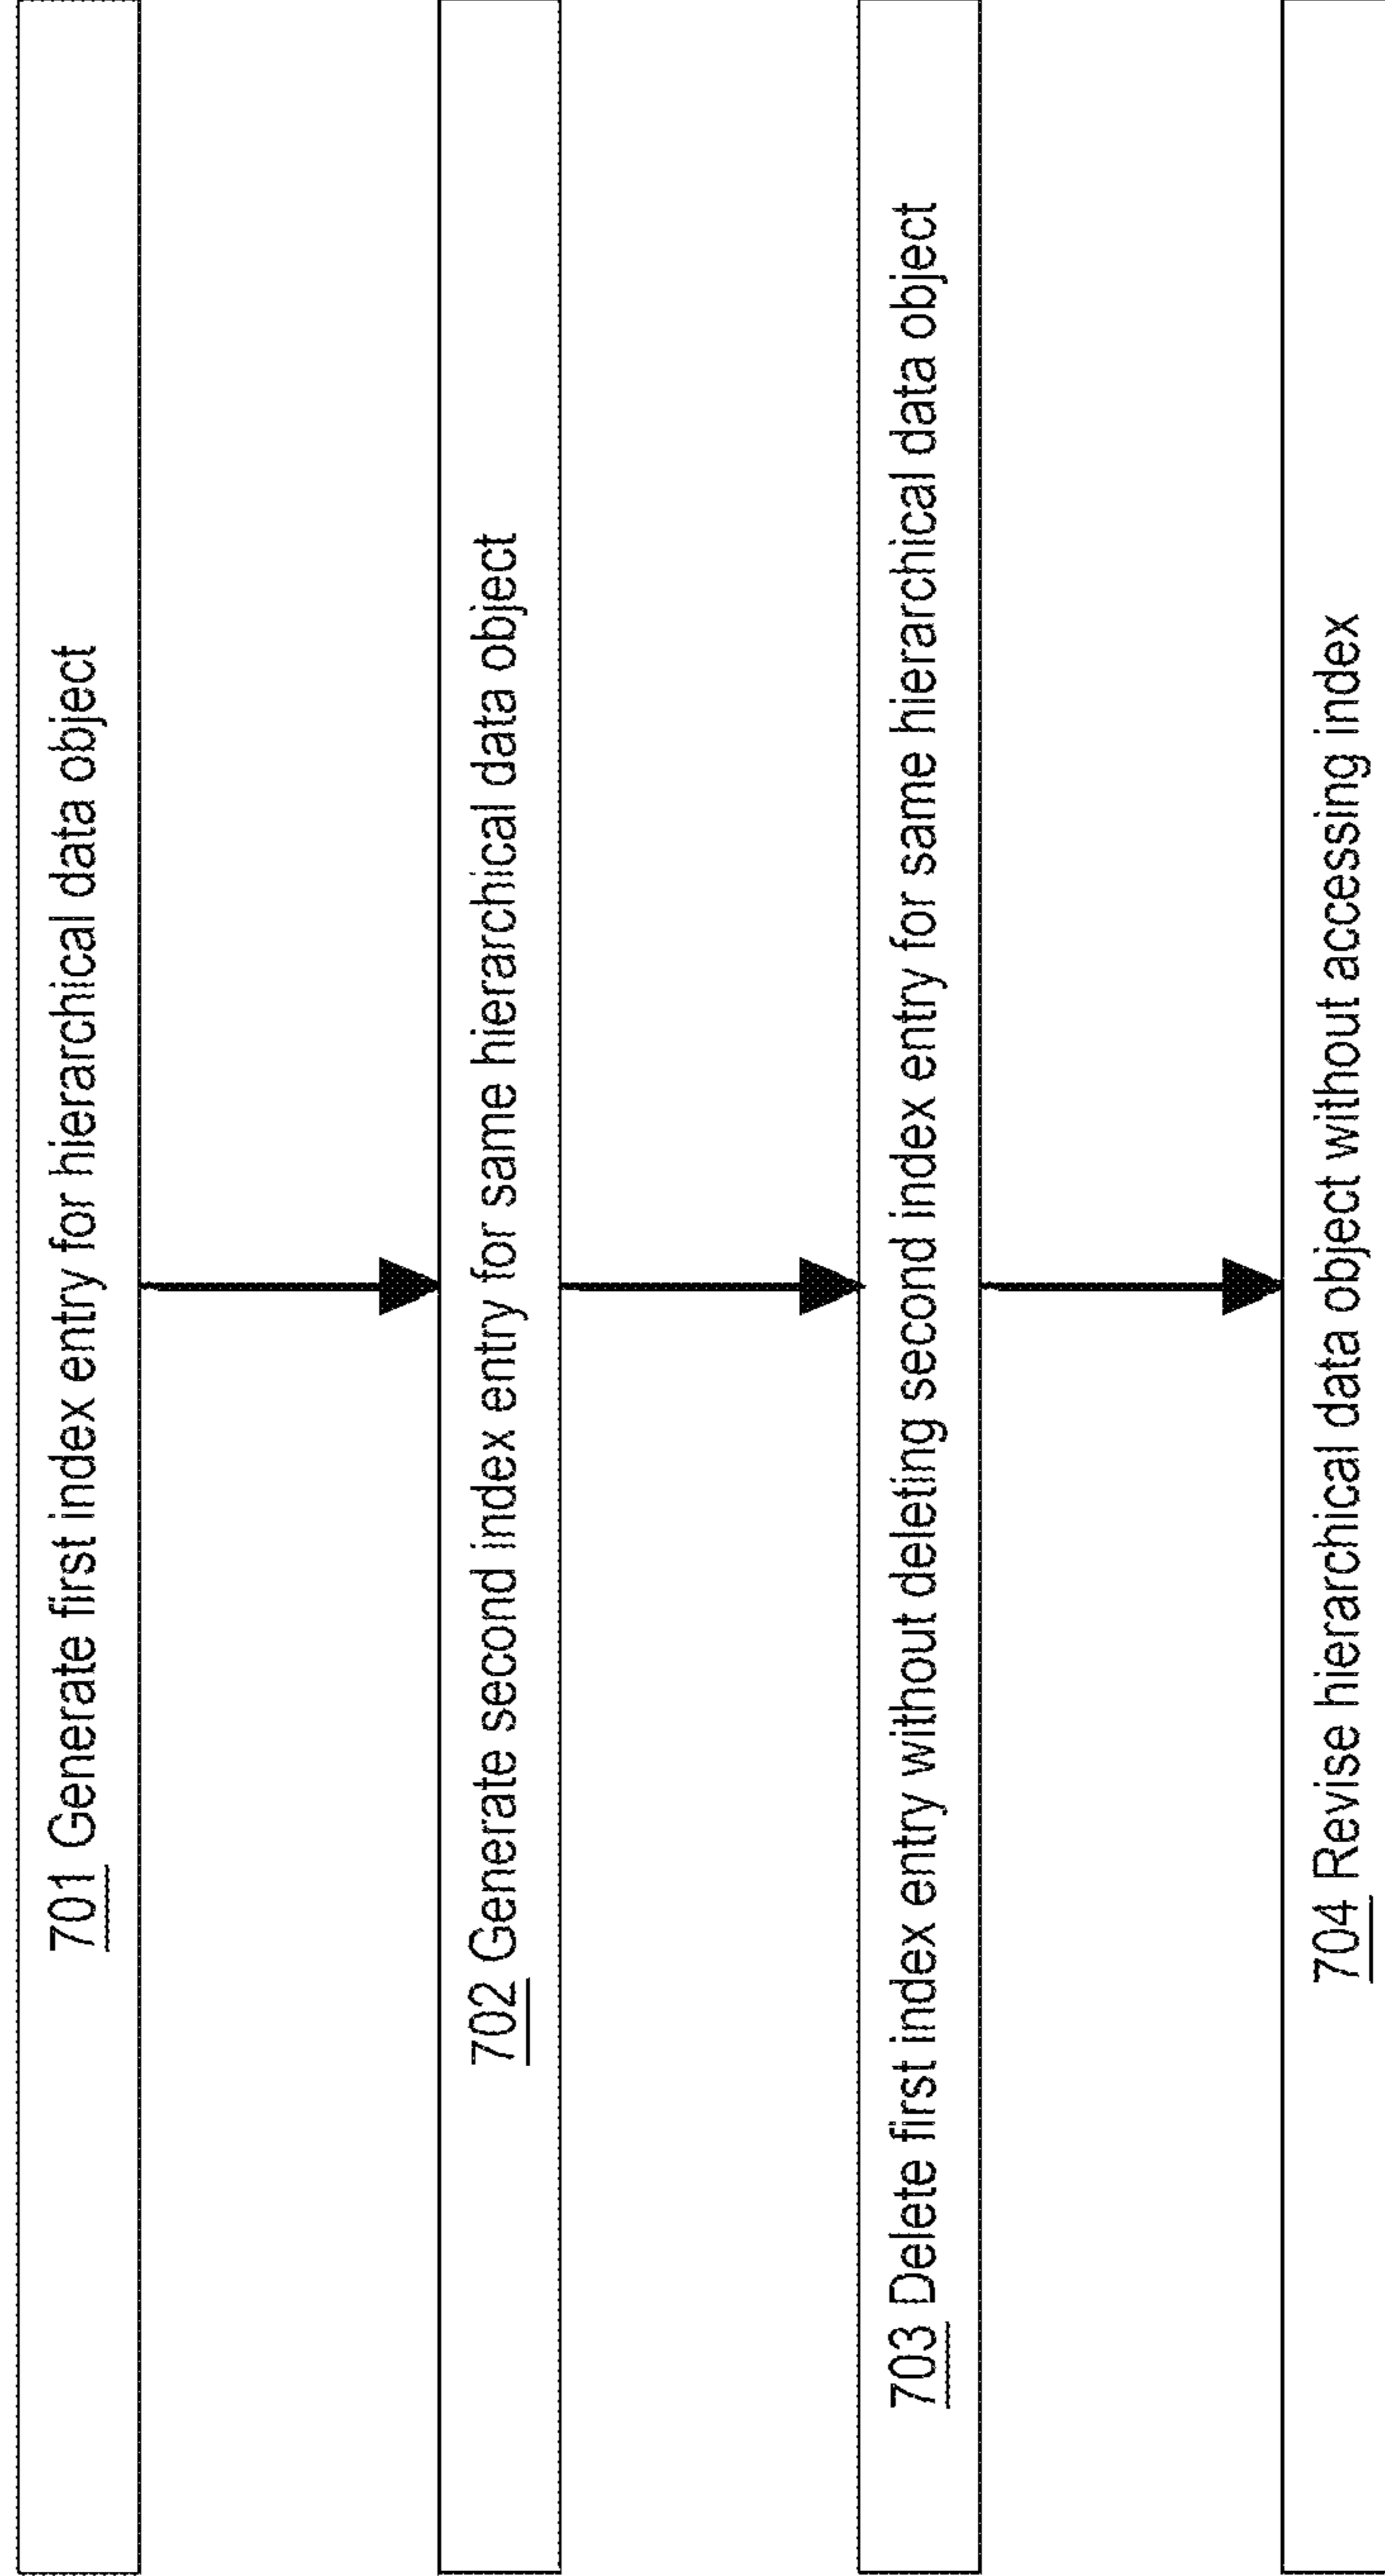 701 Generate first index entry for hierarchical data object
702 Generate second index entry for same hierarchical data object
703 Delete first index entry without deleting second index entry for same hierarchical data object
704 Revise hierarchical data object without accessing index